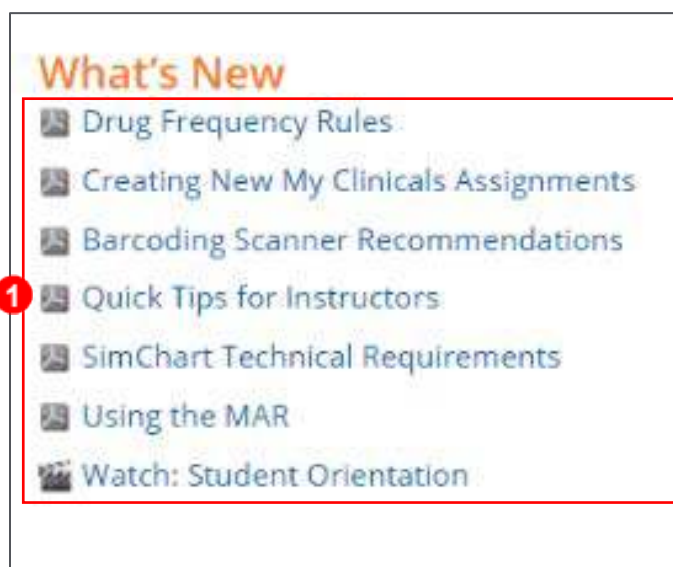 What's New
Drug Frequency Rules
Creating New My Clinicals Assignments
Barcoding Scanner Recommendations
1
Quick Tips for Instructors
SimChart Technical Requirements
Using the MAR
Watch: Student Orientation